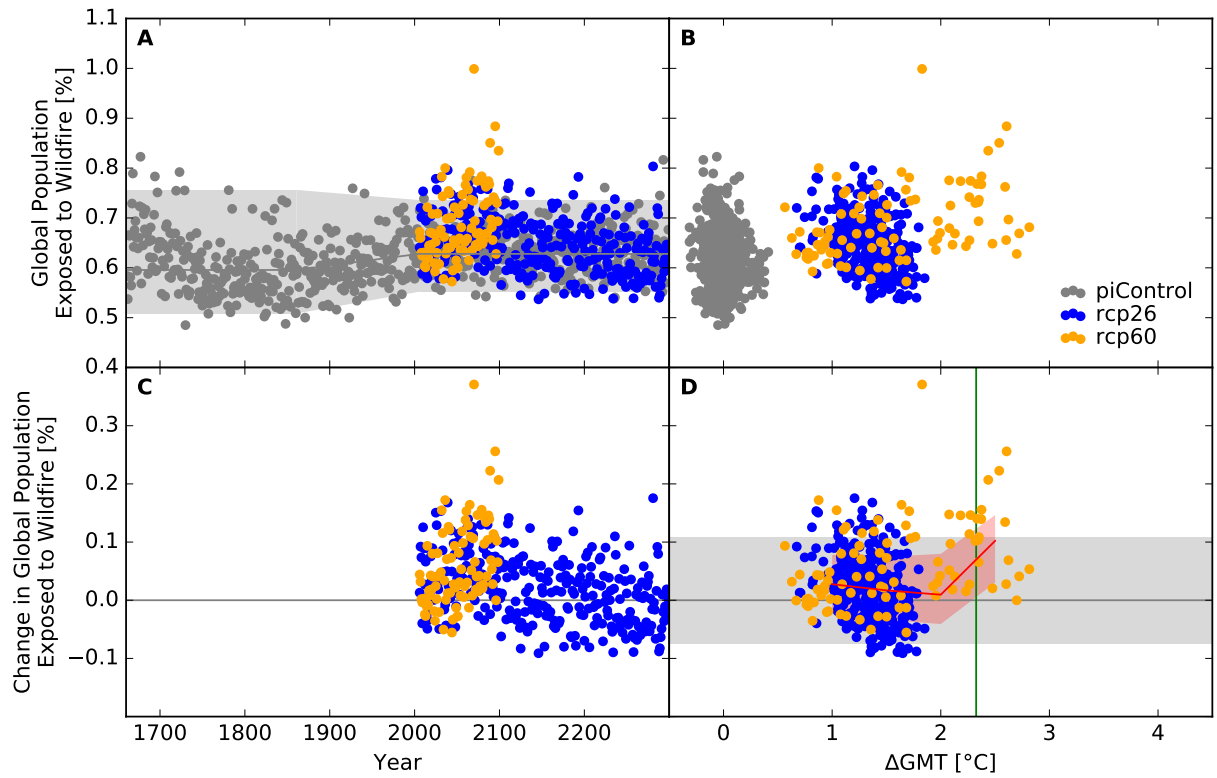 1.1
1.0
0.9
0.8
0.7
0.6
0.5
0.4
Global Population
Exposed to Wildfire [%]
A
B
piControl
rcp26
rcp60
0.3
0.2
0.1
0.0
−0.1
Change in Global Population
Exposed to Wildfire [%]
C
D
1700 1800 1900 2000 2100 2200
Year
0 1 2 3 4
ΔGMT [°C]